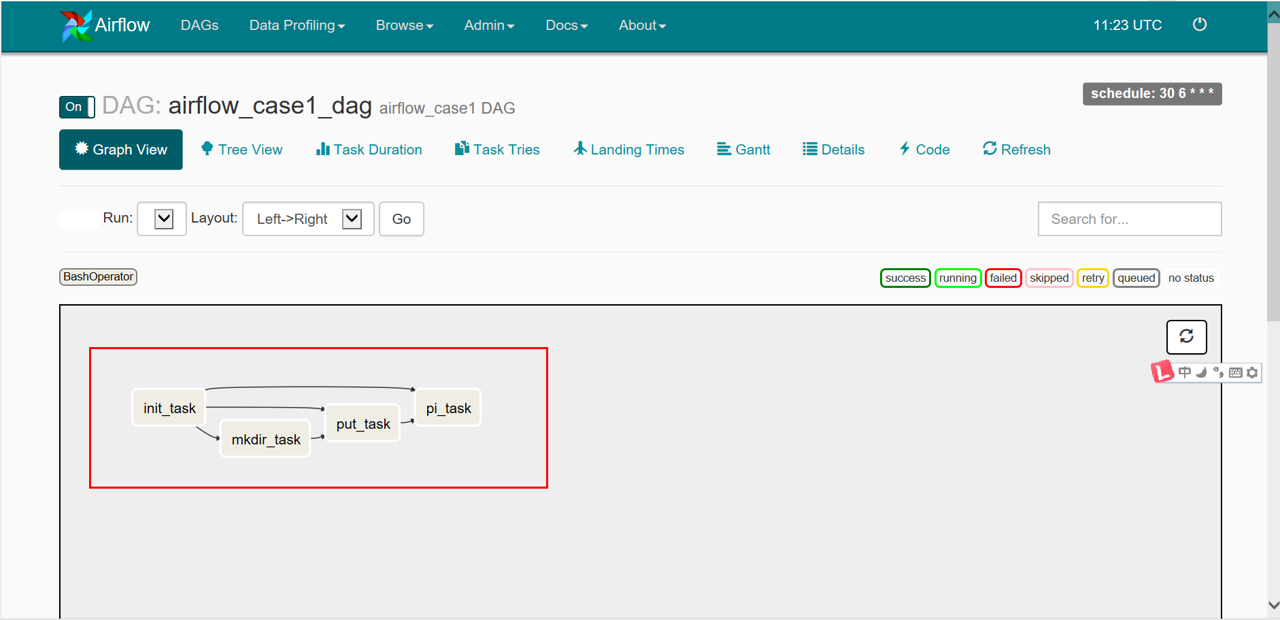 Airflow DAGs Data Profiling Browse Admin Docs About 11:23 UTC
On DAG: airflow_case1_dag airflow_case1 DAG schedule: 30 6 * * *
Graph View Tree View Task Duration Task Tries Landing Times Gantt Details Code Refresh
Run: Layout: Left->Right Go Search for...
BashOperator success running failed skipped retry queued no status
L 中
init_task pi_task
put_task
mkdir_task